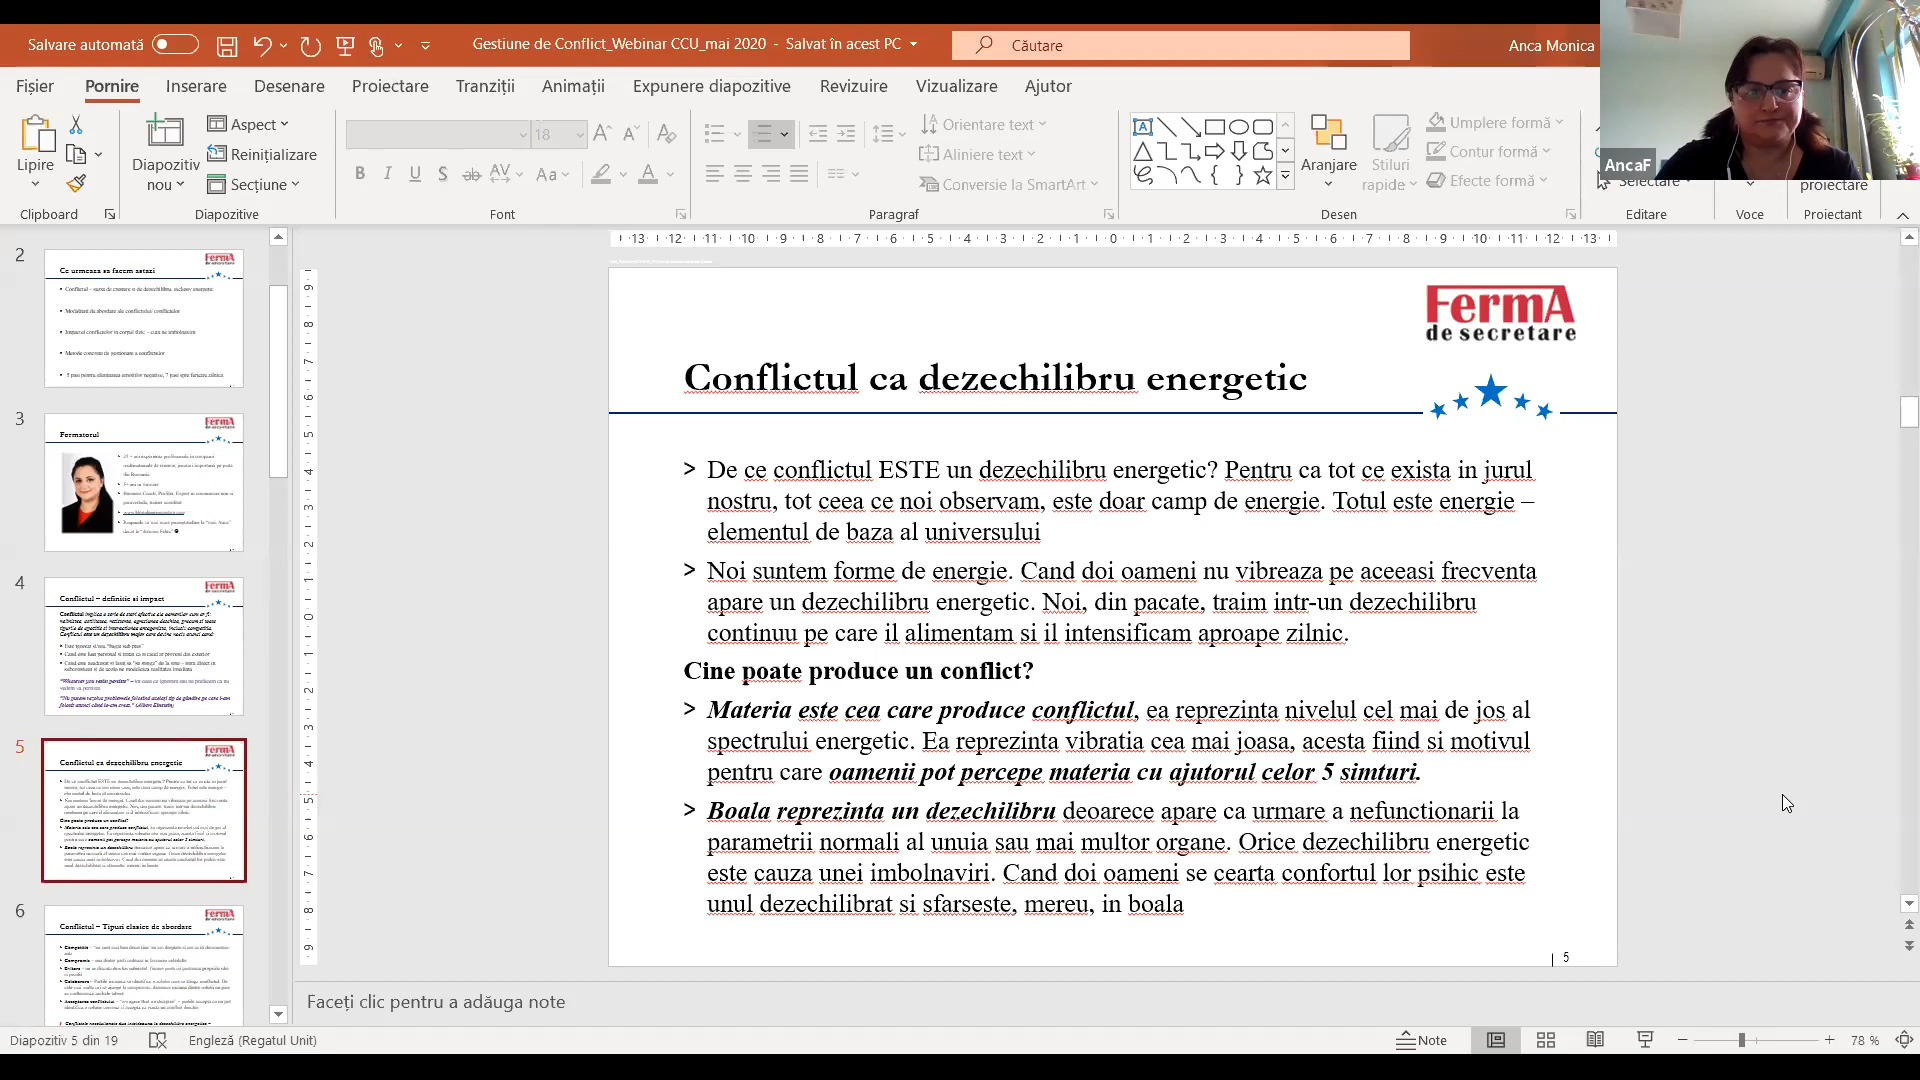 Salvare automată
Gestiune de Conflict_Webinar CCU_mai 2020 - Salvat în acest PC
Căutare
Anca Monica
AncaF
Fișier Pornire Inserare Desenare Proiectare Tranziții Animații Expunere diapozitive Revizuire Vizualizare Ajutor
Lipire
Diapozitiv nou
Aspect
Reinițializare
Secțiune
18
Orientare text
Aliniere text
Conversie la SmartArt
Aranjare
Stiluri rapide
Umplere formă
Contur formă
Efecte formă
Selectare
proiectare
Clipboard Diapozitive Font Paragraf Desen Editare Voce Proiectant
2
FermA
Ce urmeaza sa facem astazi
3
FermA
Formatorul
4
FermA
Conflictul – definitie si impact
5
FermA
Conflictul ca dezechilibru energetic
6
FermA
Conflictul – Tipuri clasice de abordare
FermA
de secretare
Conflictul ca dezechilibru energetic
> De ce conflictul ESTE un dezechilibru energetic? Pentru ca tot ce exista in jurul
nostru, tot ceea ce noi observam, este doar camp de energie. Totul este energie –
elementul de baza al universului
> Noi suntem forme de energie. Cand doi oameni nu vibreaza pe aceeasi frecventa
apare un dezechilibru energetic. Noi, din pacate, traim intr-un dezechilibru
continuu pe care il alimentam si il intensificam aproape zilnic.
Cine poate produce un conflict?
> Materia este cea care produce conflictul, ea reprezinta nivelul cel mai de jos al
spectrului energetic. Ea reprezinta vibratia cea mai joasa, acesta fiind si motivul
pentru care oamenii pot percepe materia cu ajutorul celor 5 simturi.
> Boala reprezinta un dezechilibru deoarece apare ca urmare a nefunctionarii la
parametrii normali al unuia sau mai multor organe. Orice dezechilibru energetic
este cauza unei imbolnaviri. Cand doi oameni se cearta confortul lor psihic este
unul dezechilibrat si sfarseste, mereu, in boala
5
Faceți clic pentru a adăuga note
Diapozitiv 5 din 19
Engleză (Regatul Unit)
Note
78 %